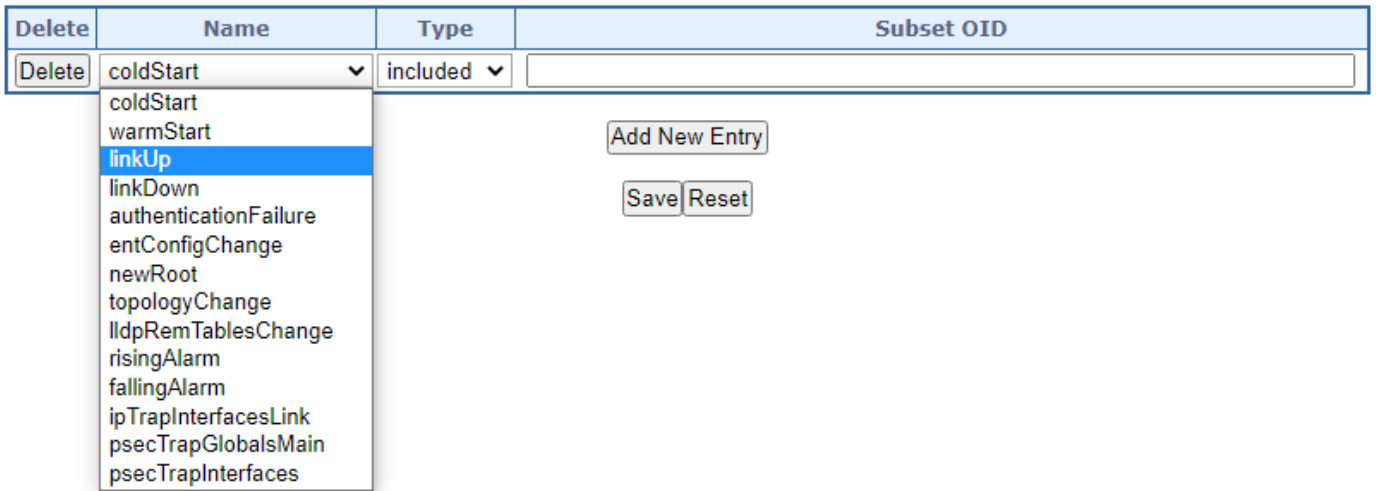 Delete Name Type Subset OID
Delete coldStart included
coldStart
warmStart
linkUp
linkDown
authenticationFailure
entConfigChange
newRoot
topologyChange
lldpRemTablesChange
risingAlarm
fallingAlarm
ipTrapInterfacesLink
psecTrapGlobalsMain
psecTrapInterfaces
Add New Entry
Save Reset